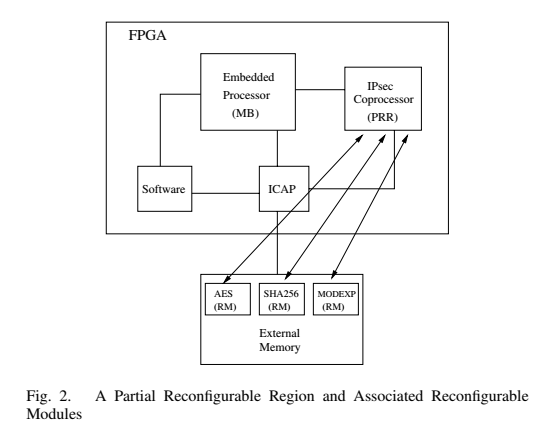 FPGA
Embedded
Processor
(MB)
IPsec
Coprocessor
(PRR)
Software
ICAP
AES
(RM)
SHA256
(RM)
MODEXP
(RM)
External
Memory
Fig. 2. A Partial Reconfigurable Region and Associated Reconfigurable
Modules